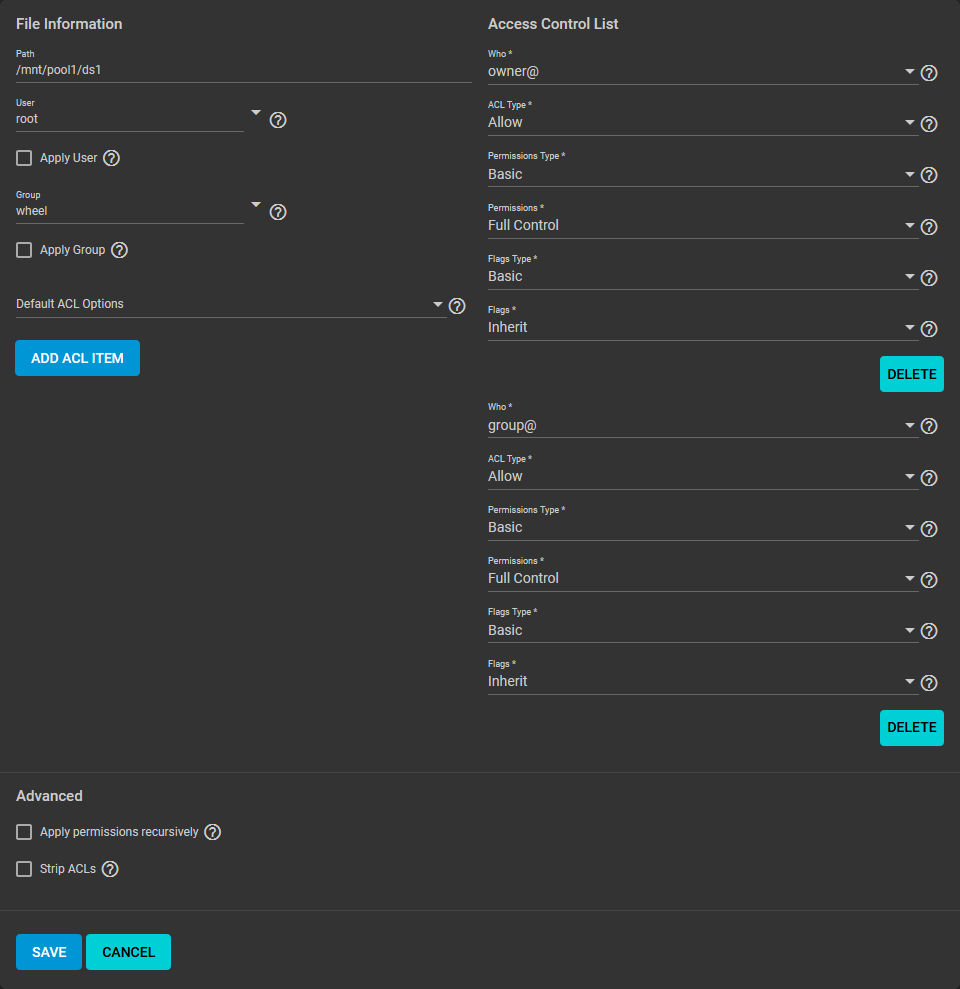 File Information
Path
/mnt/pool1/ds1
User
root
Apply User
Group
wheel
Apply Group
Default ACL Options
ADD ACL ITEM
Access Control List
Who *
owner@
ACL Type *
Allow
Permissions Type *
Basic
Permissions *
Full Control
Flags Type *
Basic
Flags *
Inherit
DELETE
Who *
group@
ACL Type *
Allow
Permissions Type *
Basic
Permissions *
Full Control
Flags Type *
Basic
Flags *
Inherit
DELETE
Advanced
Apply permissions recursively
Strip ACLs
SAVE
CANCEL